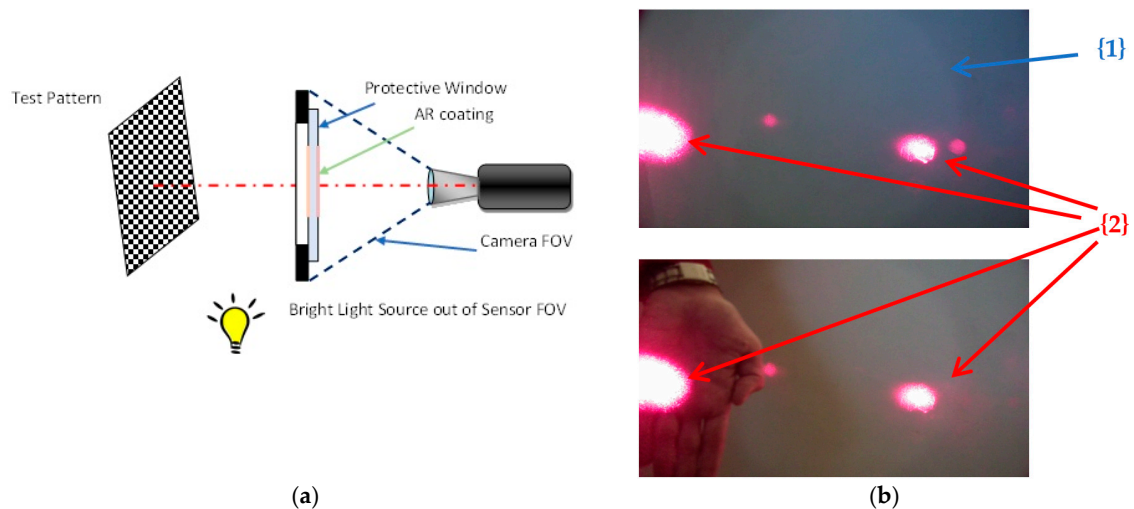 Test Pattern
Protective Window
AR coating
Camera FOV
Bright Light Source out of Sensor FOV
(a)
{1}
{2}
(b)